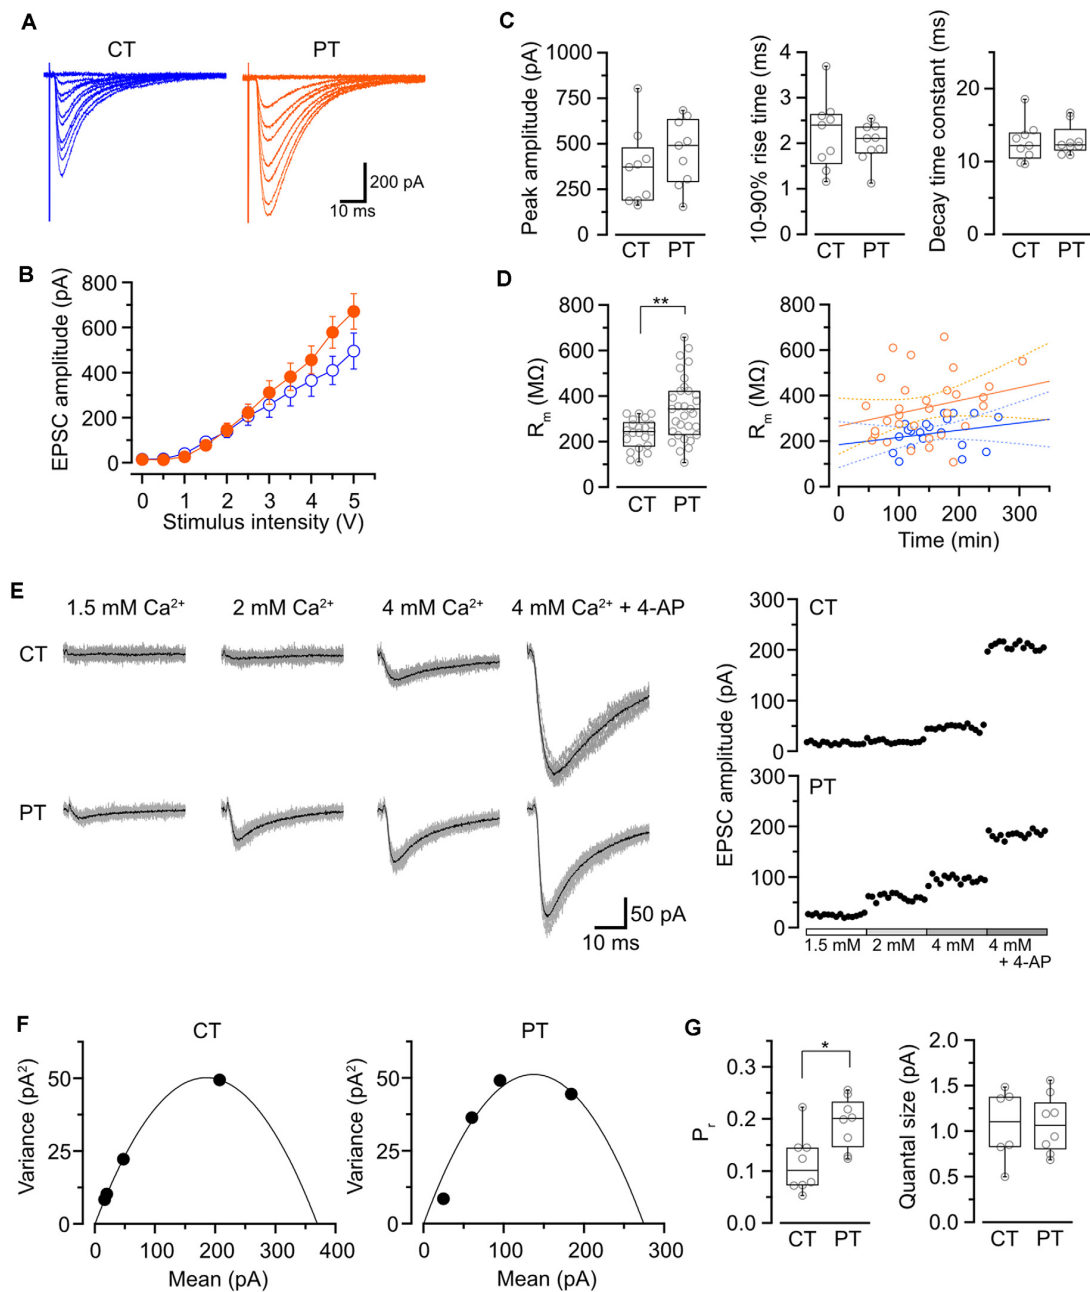 A
CT
PT
200 pA
10 ms
B
EPSC amplitude (pA)
800
600
400
200
0
0 1 2 3 4 5
Stimulus intensity (V)
C
Peak amplitude (pA)
1000
750
500
250
0
CT PT
10-90% rise time (ms)
4
3
2
1
0
CT PT
Decay time constant (ms)
20
10
0
CT PT
D
Rm (MΩ)
800
600
400
200
0
**
CT PT
Rm (MΩ)
800
600
400
200
0
0 100 200 300
Time (min)
E
1.5 mM Ca²⁺ 2 mM Ca²⁺ 4 mM Ca²⁺ 4 mM Ca²⁺ + 4-AP
CT
PT
50 pA
10 ms
EPSC amplitude (pA)
300
CT
200
100
0
300
PT
200
100
0
1.5 mM 2 mM 4 mM 4 mM
+ 4-AP
F
CT
Variance (pA²)
50
25
0
0 100 200 300 400
Mean (pA)
PT
Variance (pA²)
50
25
0
0 100 200 300
Mean (pA)
G
Pr
0.3
0.2
0.1
0.0
*
CT PT
Quantal size (pA)
2.0
1.5
1.0
0.5
0.0
CT PT